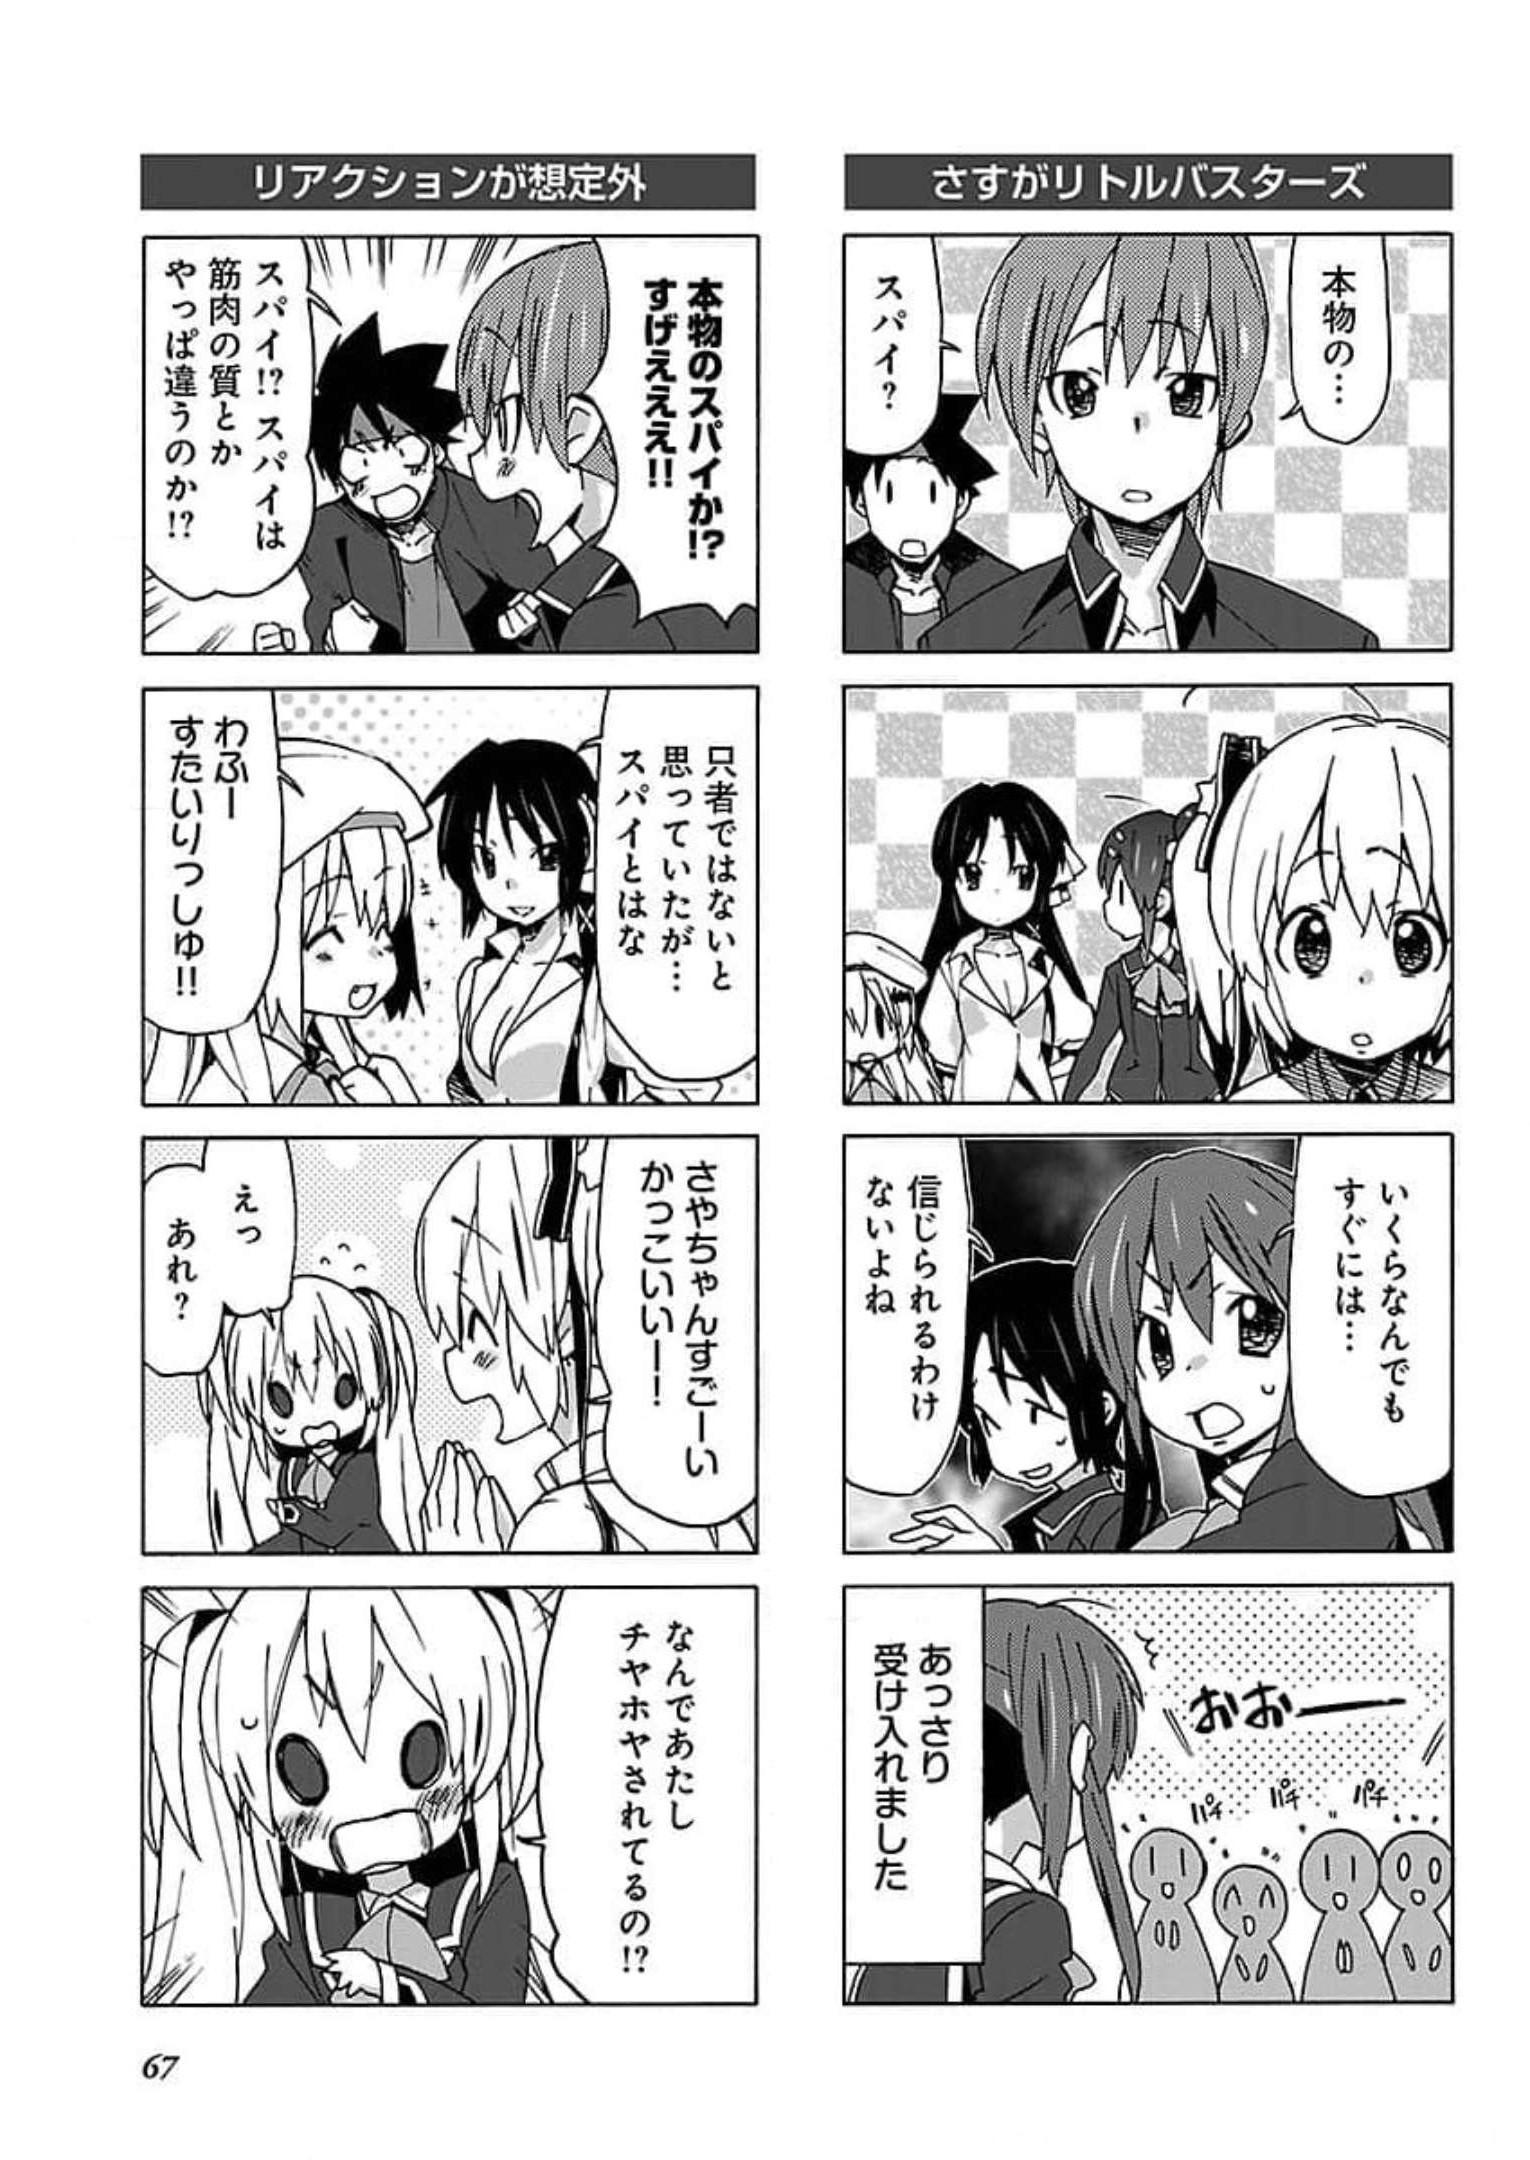 さすがリトルバスターズ
本物の…
スパイ?
いくらなんでも
すぐには…
信じられるわけ
ないよね
おおー
パチ
パチ
パチ
あっさり
受け入れました
リアクションが想定外
本物のスパイか!?
すげえええ!!
スパイ!?スパイは
筋肉の質とか
やっぱ違うのか!?
只者ではないと
思っていたが…
スパイとはな
わふー
すたいりっしゅ!!
さやちゃんすごーい
かっこいいー!
えっ
あれ?
なんであたし
チヤホヤされてるの!?
67